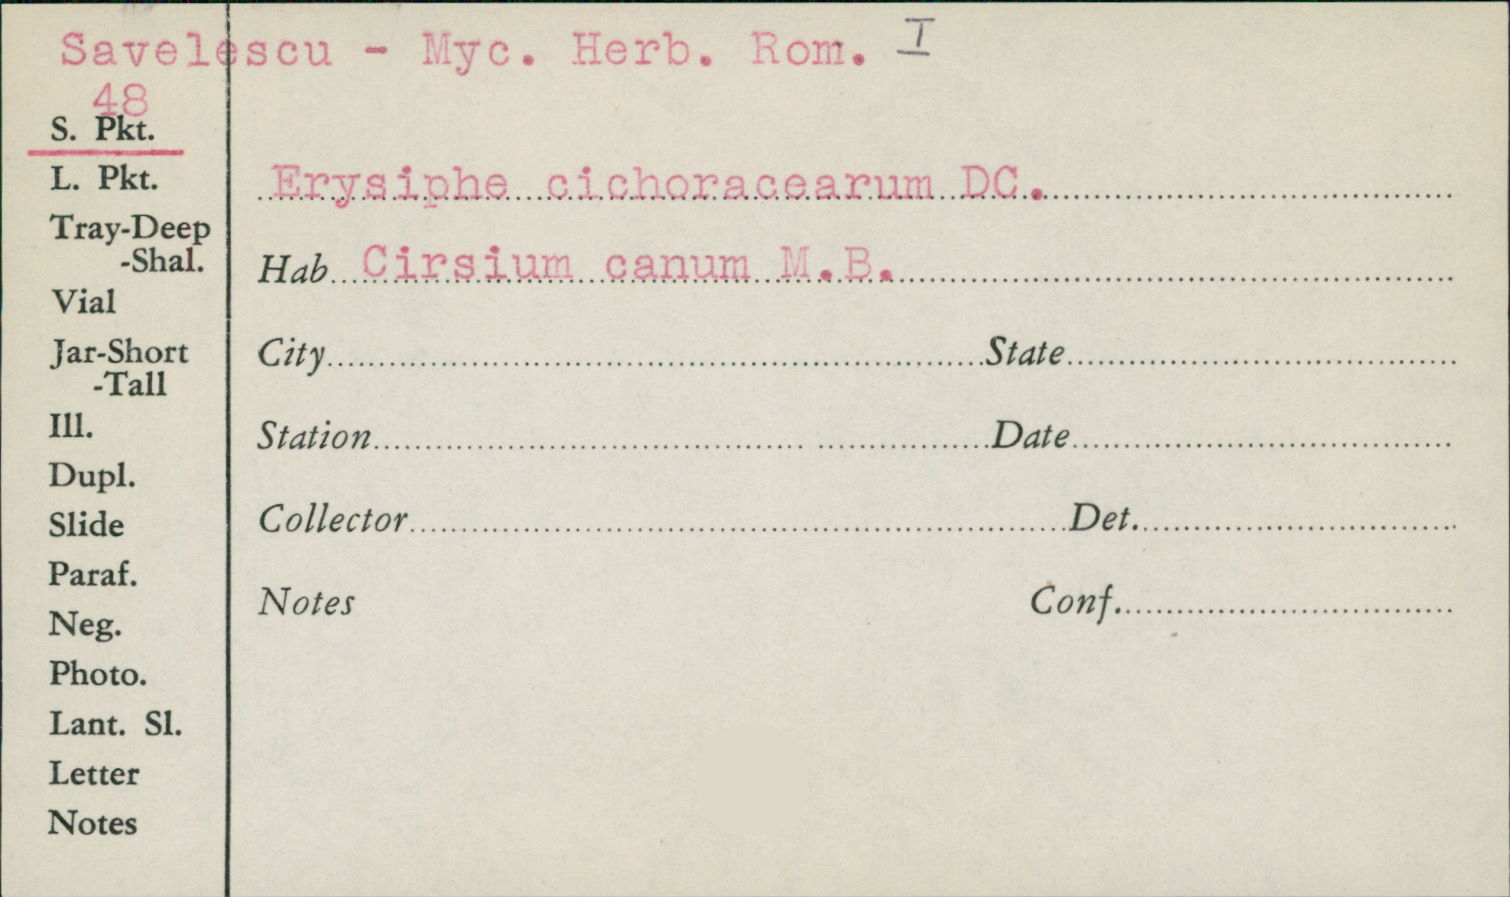 Savelescu - Myc. Herb. Rom. I
48
S. Pkt.
L. Pkt.
Tray-Deep
-Shal.
Vial
Jar-Short
-Tall
Ill.
Dupl.
Slide
Paraf.
Neg.
Photo.
Lant. Sl.
Letter
Notes
Erysiphe cichoracearum DC.
Hab Cirsium canum M.B.
City State
Station Date
Collector Det.
Notes Conf.